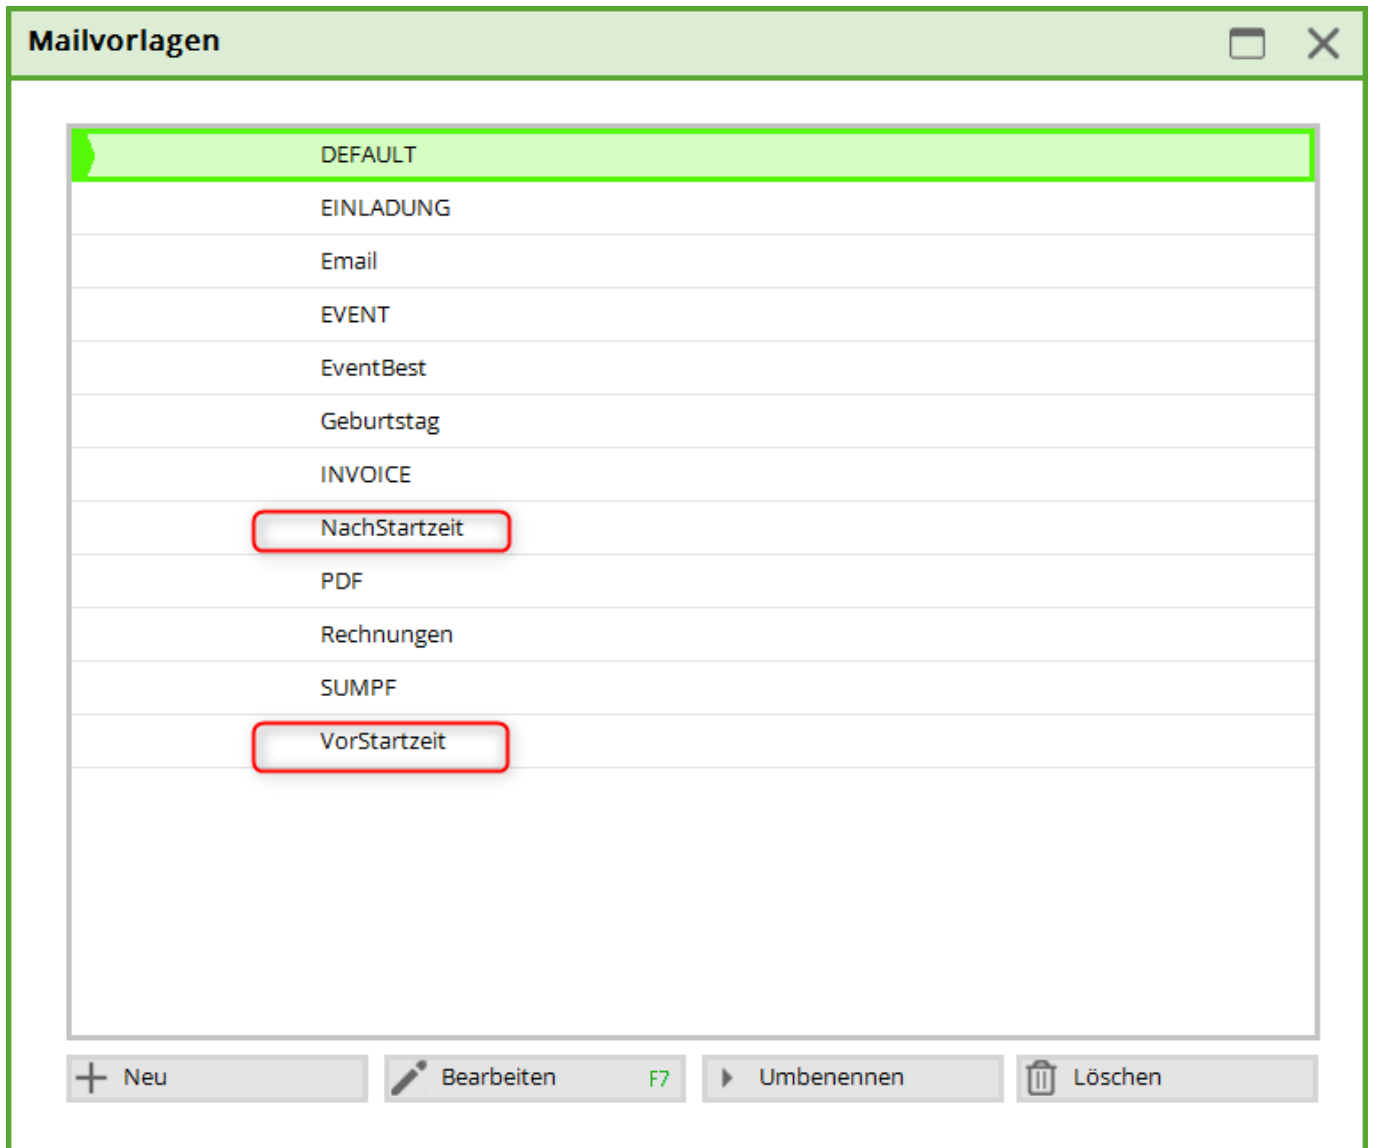 Mailvorlagen
DEFAULT
EINLADUNG
Email
EVENT
EventBest
Geburtstag
INVOICE
NachStartzeit
PDF
Rechnungen
SUMPF
VorStartzeit
Neu Bearbeiten F7 Umbenennen Löschen